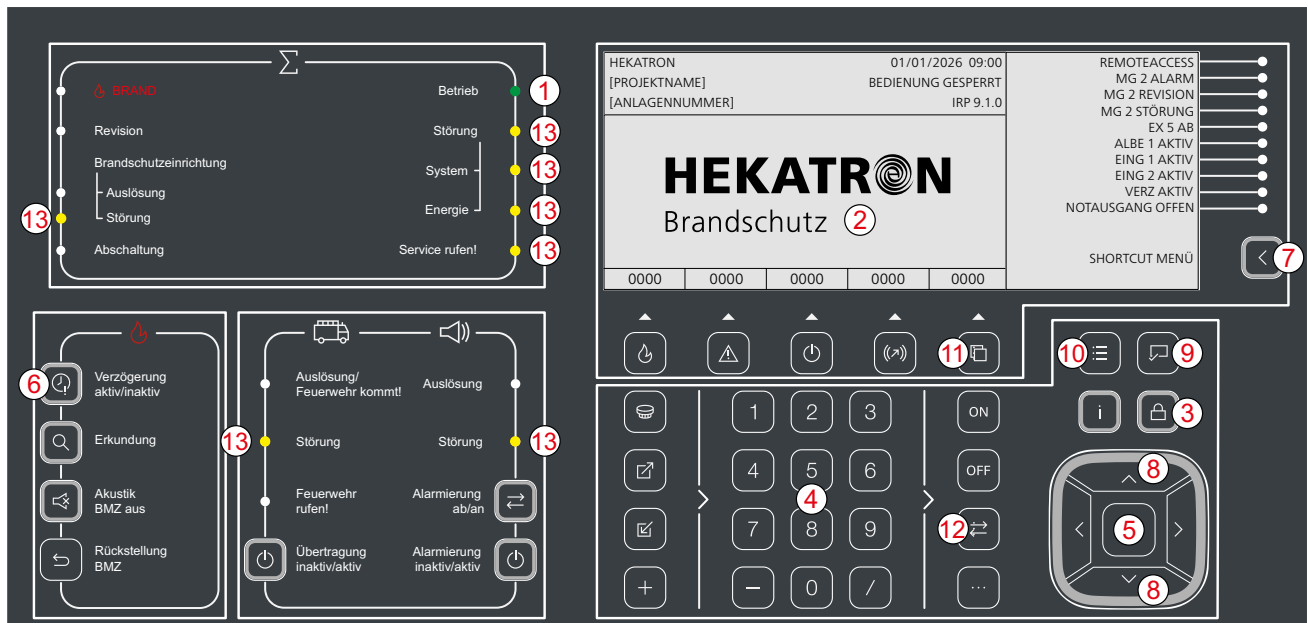 BRAND
Revision
Brandschutzeinrichtung
Auslösung
Störung
Abschaltung
13
Betrieb
Störung
System
Energie
Service rufen!
1
13
13
13
13
HEKATRON
[PROJEKTNAME]
[ANLAGENNUMMER]
01/01/2026 09:00
BEDIENUNG GESPERRT
IRP 9.1.0
HEKATRON
Brandschutz
2
0000 0000 0000 0000 0000
REMOTEACCESS
MG 2 ALARM
MG 2 REVISION
MG 2 STÖRUNG
EX 5 AB
ALBE 1 AKTIV
EING 1 AKTIV
EING 2 AKTIV
VERZ AKTIV
NOTAUSGANG OFFEN
SHORTCUT MENÜ
7
6
Verzögerung
aktiv/inaktiv
Erkundung
Akustik
BMZ aus
Rückstellung
BMZ
Auslösung/
Feuerwehr kommt!
13
Störung
Feuerwehr
rufen!
Übertragung
inaktiv/aktiv
Auslösung
Störung
13
Alarmierung
ab/an
Alarmierung
inaktiv/aktiv
11
1 2 3
4 5 6
4
7 8 9
+ − 0 /
ON
OFF
12
...
10
9
i
3
8
5
8